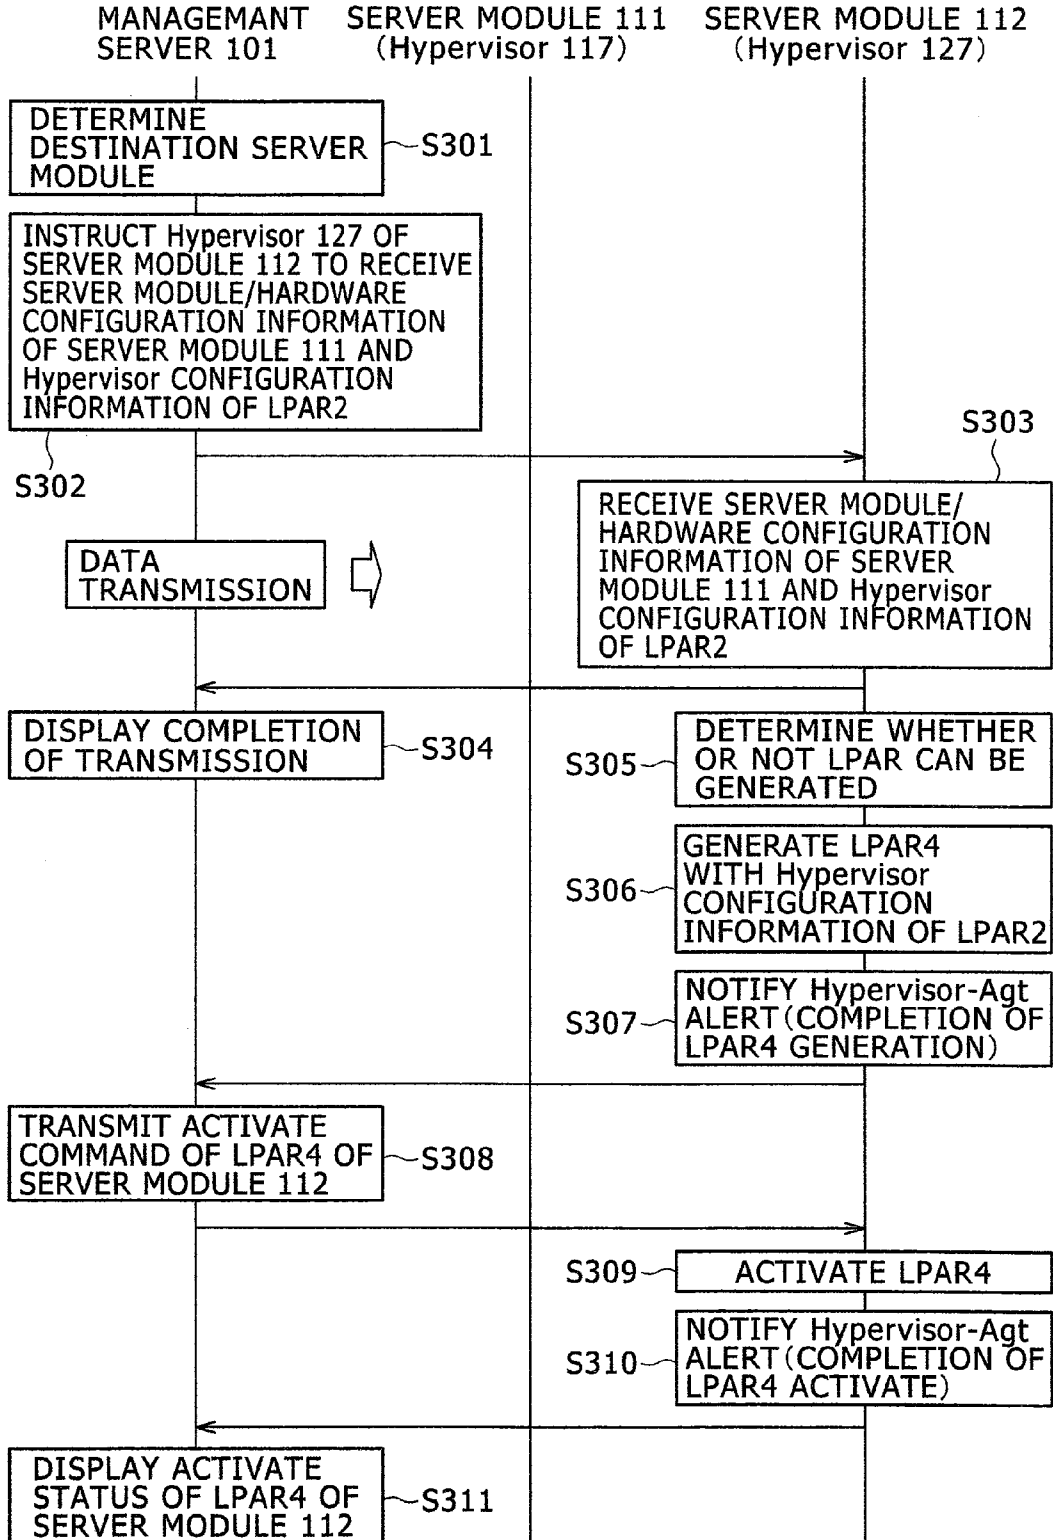 MANAGEMANT
SERVER 101
SERVER MODULE 111
(Hypervisor 117)
SERVER MODULE 112
(Hypervisor 127)
DETERMINE
DESTINATION SERVER
MODULE
S301
INSTRUCT Hypervisor 127 OF
SERVER MODULE 112 TO RECEIVE
SERVER MODULE/HARDWARE
CONFIGURATION INFORMATION
OF SERVER MODULE 111 AND
Hypervisor CONFIGURATION
INFORMATION OF LPAR2
S302
S303
RECEIVE SERVER MODULE/
HARDWARE CONFIGURATION
INFORMATION OF SERVER
MODULE 111 AND Hypervisor
CONFIGURATION INFORMATION
OF LPAR2
DATA
TRANSMISSION
DISPLAY COMPLETION
OF TRANSMISSION
S304
S305
DETERMINE WHETHER
OR NOT LPAR CAN BE
GENERATED
S306
GENERATE LPAR4
WITH Hypervisor
CONFIGURATION
INFORMATION OF LPAR2
S307
NOTIFY Hypervisor-Agt
ALERT(COMPLETION OF
LPAR4 GENERATION)
TRANSMIT ACTIVATE
COMMAND OF LPAR4 OF
SERVER MODULE 112
S308
S309
ACTIVATE LPAR4
S310
NOTIFY Hypervisor-Agt
ALERT(COMPLETION OF
LPAR4 ACTIVATE)
DISPLAY ACTIVATE
STATUS OF LPAR4 OF
SERVER MODULE 112
S311